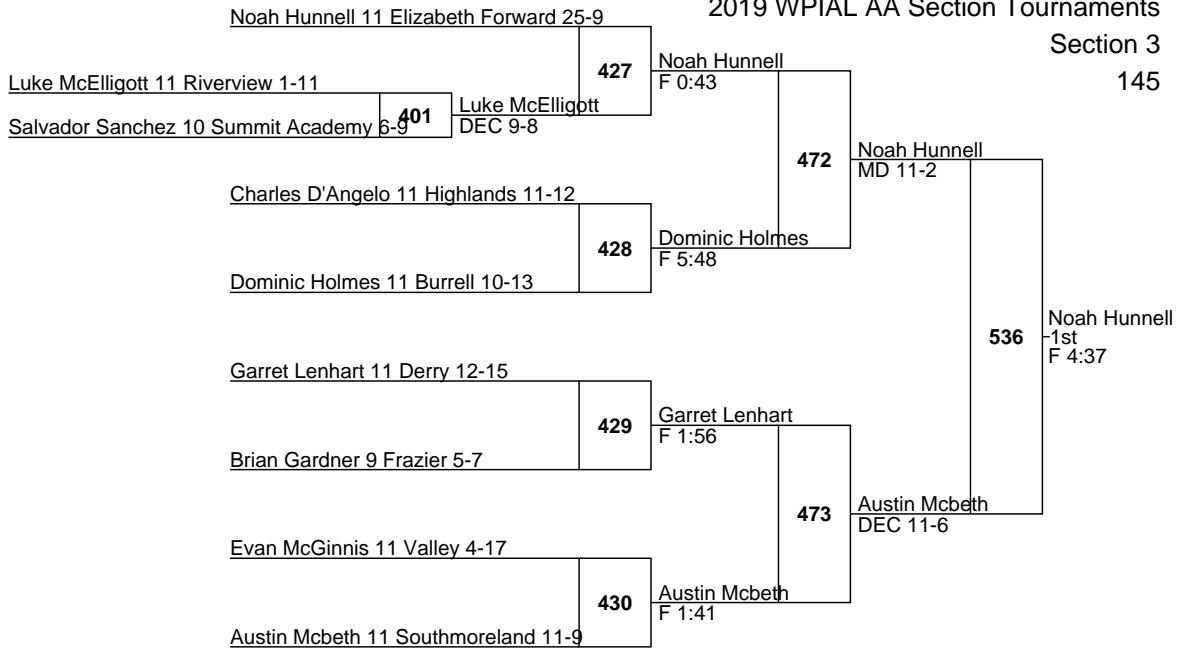 2019 WPIAL AA Section Tournaments
Section 3
145
Noah Hunnell 11 Elizabeth Forward 25-9
427
Noah Hunnell
F 0:43
Luke McElligott 11 Riverview 1-11
401
Luke McElligott
DEC 9-8
Salvador Sanchez 10 Summit Academy 6-9
472
Noah Hunnell
MD 11-2
Charles D'Angelo 11 Highlands 11-12
428
Dominic Holmes
F 5:48
Dominic Holmes 11 Burrell 10-13
536
Noah Hunnell
1st
F 4:37
Garret Lenhart 11 Derry 12-15
429
Garret Lenhart
F 1:56
Brian Gardner 9 Frazier 5-7
473
Austin Mcbeth
DEC 11-6
Evan McGinnis 11 Valley 4-17
430
Austin Mcbeth
F 1:41
Austin Mcbeth 11 Southmoreland 11-9